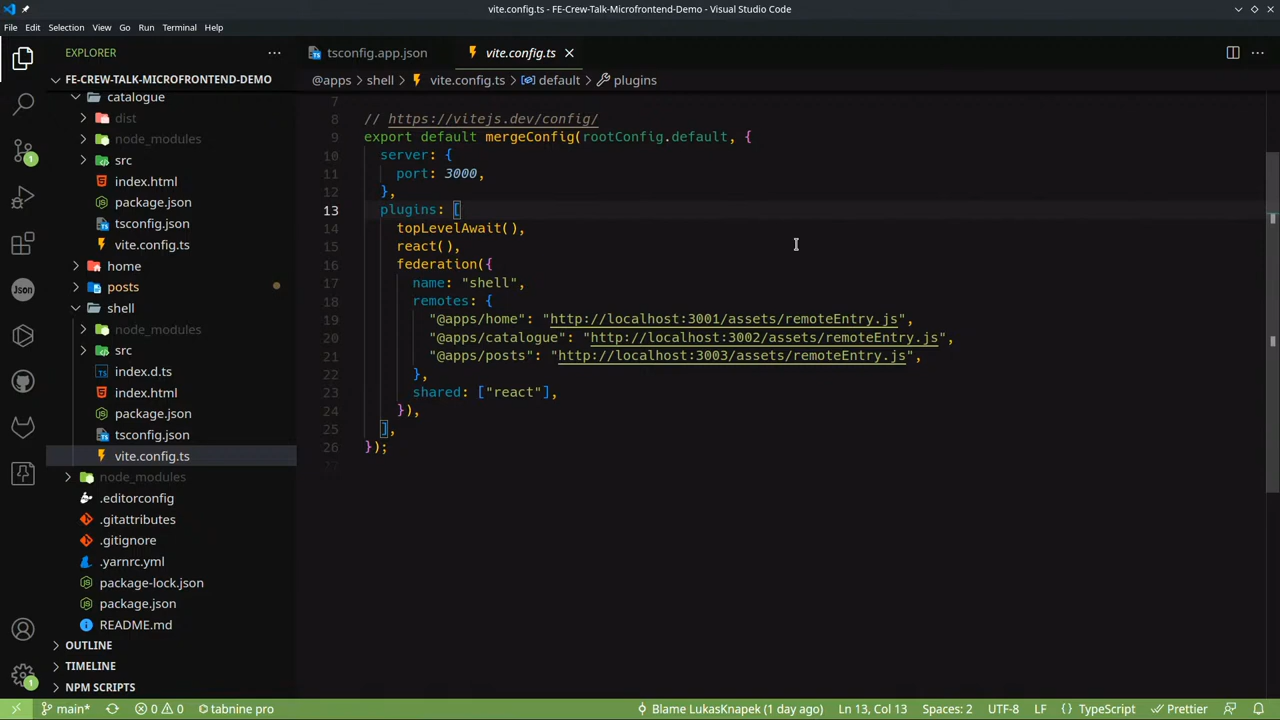 vite.config.ts - FE-Crew-Talk-Microfrontend-Demo - Visual Studio Code
File Edit Selection View Go Run Terminal Help
EXPLORER
FE-CREW-TALK-MICROFRONTEND-DEMO
catalogue
dist
node_modules
src
index.html
package.json
tsconfig.json
vite.config.ts
home
posts
shell
node_modules
src
index.d.ts
index.html
package.json
tsconfig.json
vite.config.ts
node_modules
.editorconfig
.gitattributes
.gitignore
.yarnrc.yml
package-lock.json
package.json
README.md
OUTLINE
TIMELINE
NPM SCRIPTS
tsconfig.app.json vite.config.ts
@apps > shell > vite.config.ts > default > plugins
7
8 // https://vitejs.dev/config/
9 export default mergeConfig(rootConfig.default, {
10 server: {
11 port: 3000,
12 },
13 plugins: [
14 topLevelAwait(),
15 react(),
16 federation({
17 name: "shell",
18 remotes: {
19 "@apps/home": "http://localhost:3001/assets/remoteEntry.js",
20 "@apps/catalogue": "http://localhost:3002/assets/remoteEntry.js",
21 "@apps/posts": "http://localhost:3003/assets/remoteEntry.js",
22 },
23 shared: ["react"],
24 }),
25 ],
26 });
27
1
Json
1
main* 0 0 tabnine pro Blame LukasKnapek (1 day ago) Ln 13, Col 13 Spaces: 2 UTF-8 LF { } TypeScript Prettier